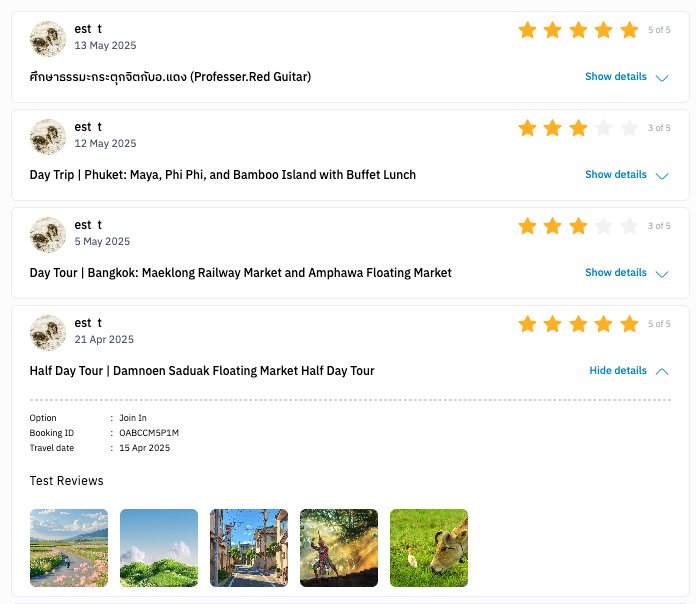 est t
13 May 2025
5 of 5
ศึกษาธรรมะกระตุกจิตกับอ.แดง (Professer.Red Guitar)
Show details
est t
12 May 2025
3 of 5
Day Trip | Phuket: Maya, Phi Phi, and Bamboo Island with Buffet Lunch
Show details
est t
5 May 2025
3 of 5
Day Tour | Bangkok: Maeklong Railway Market and Amphawa Floating Market
Show details
est t
21 Apr 2025
5 of 5
Half Day Tour | Damnoen Saduak Floating Market Half Day Tour
Hide details
Option : Join In
Booking ID : OABCCM5P1M
Travel date : 15 Apr 2025
Test Reviews